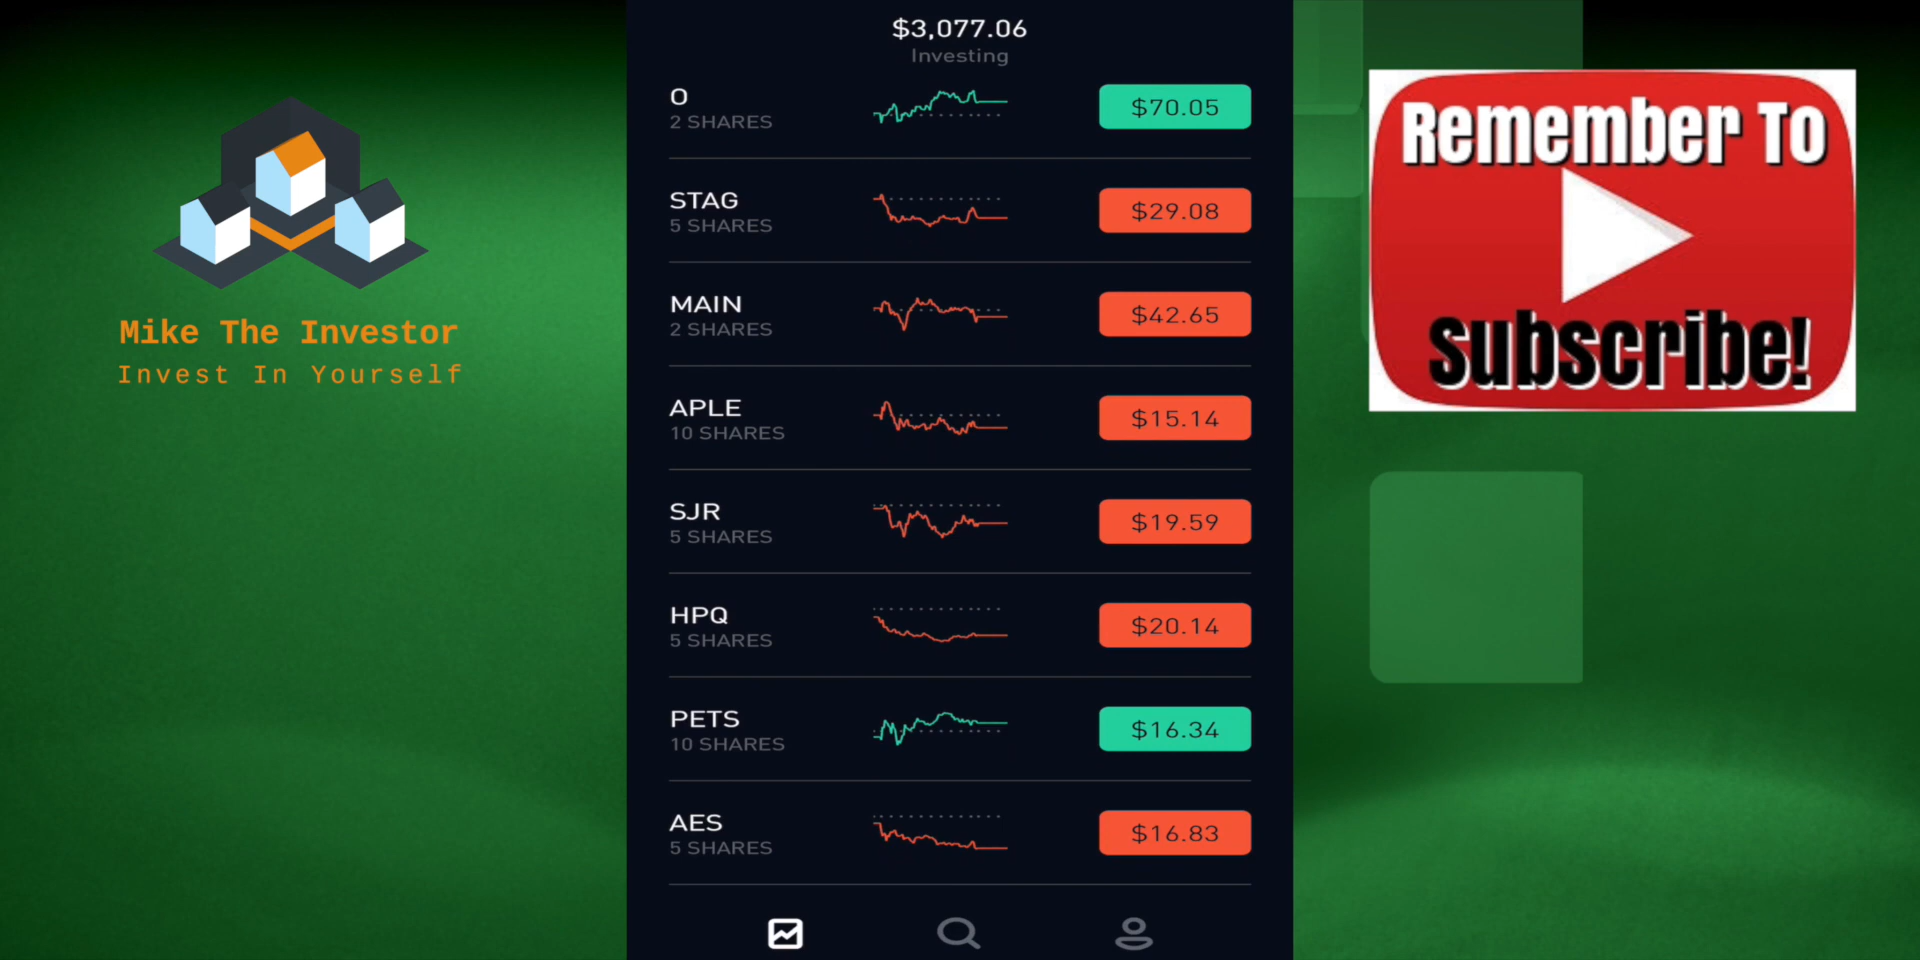 Mike The Investor
Invest In Yourself
$3,077.06
Investing
O
2 SHARES
$70.05
STAG
5 SHARES
$29.08
MAIN
2 SHARES
$42.65
APLE
10 SHARES
$15.14
SJR
5 SHARES
$19.59
HPQ
5 SHARES
$20.14
PETS
10 SHARES
$16.34
AES
5 SHARES
$16.83
Remember To
Subscribe!